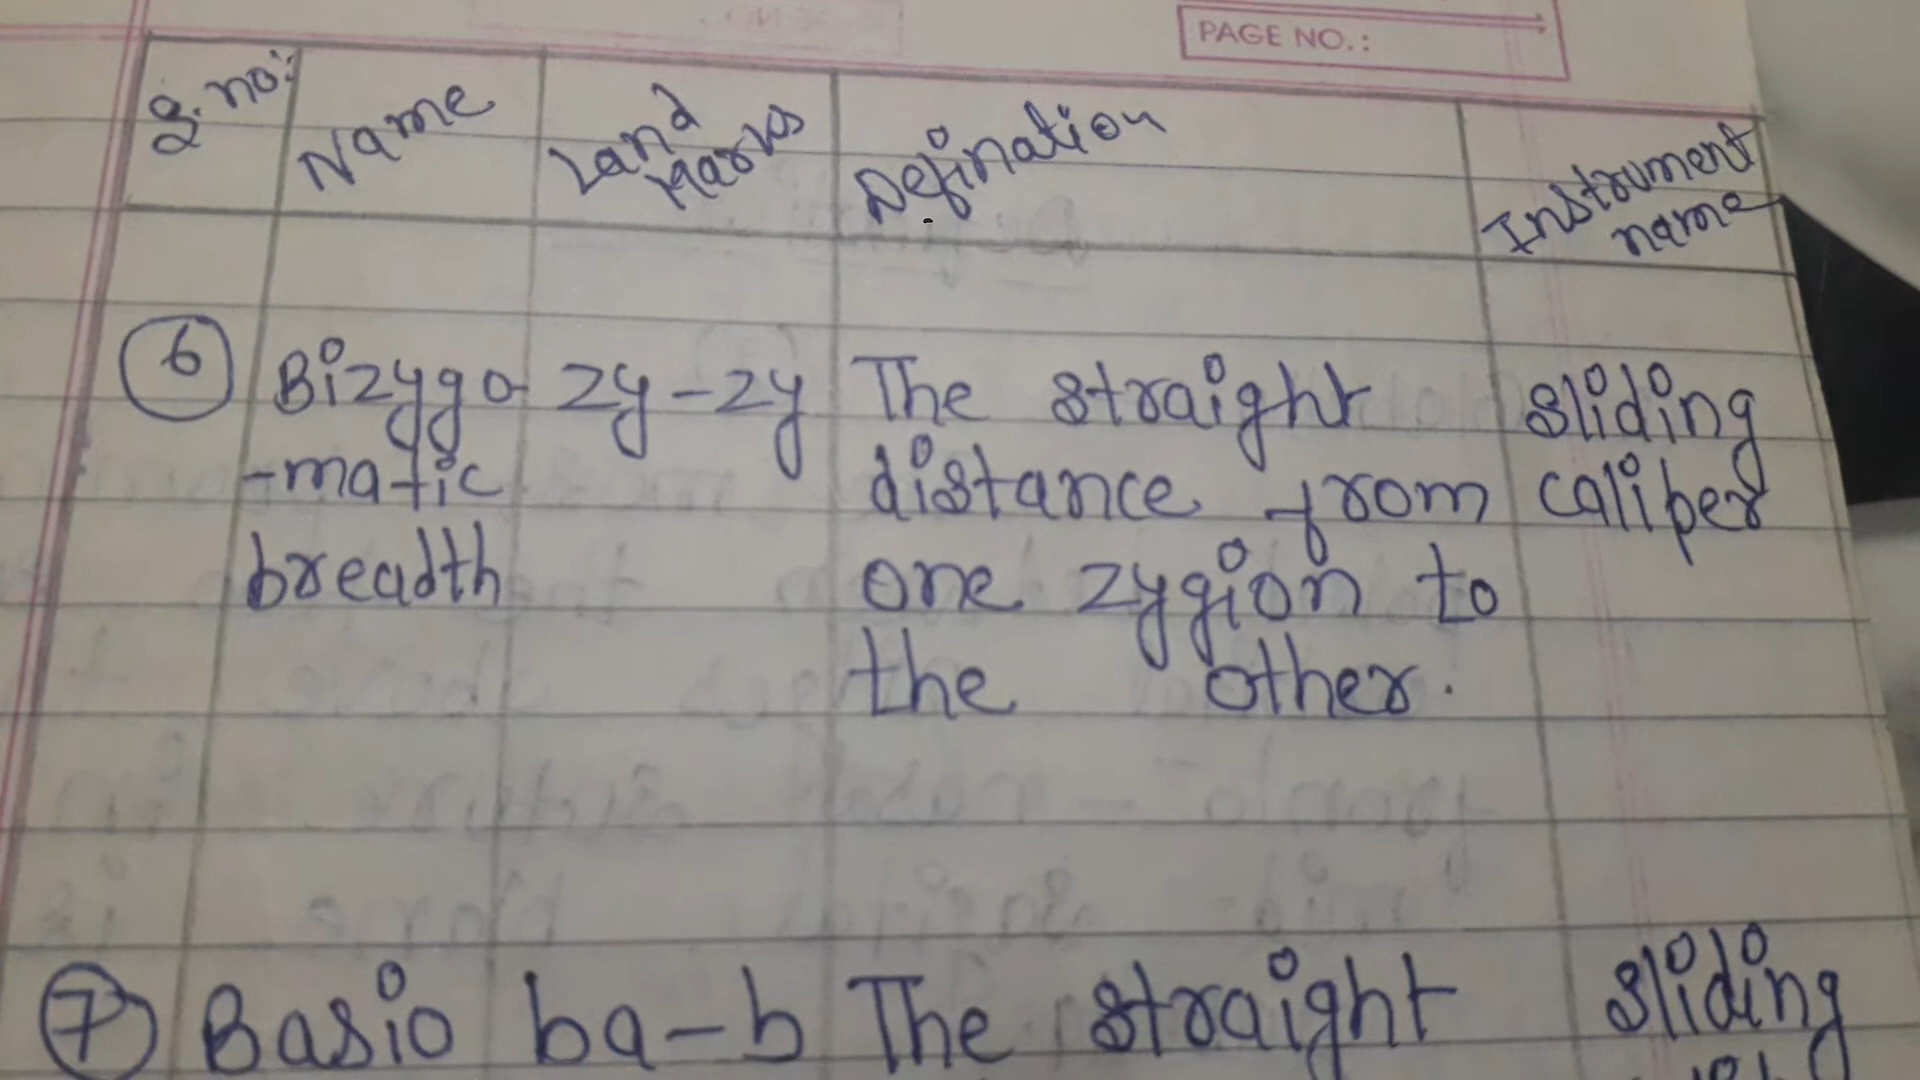 PAGE NO.:
S. no: Name Land Marks Defination Instrument name
6 Bizygo zy-zy The straight sliding
-matic distance from caliper
breadth one zygion to
the other.
7 Basio ba-b The straight sliding